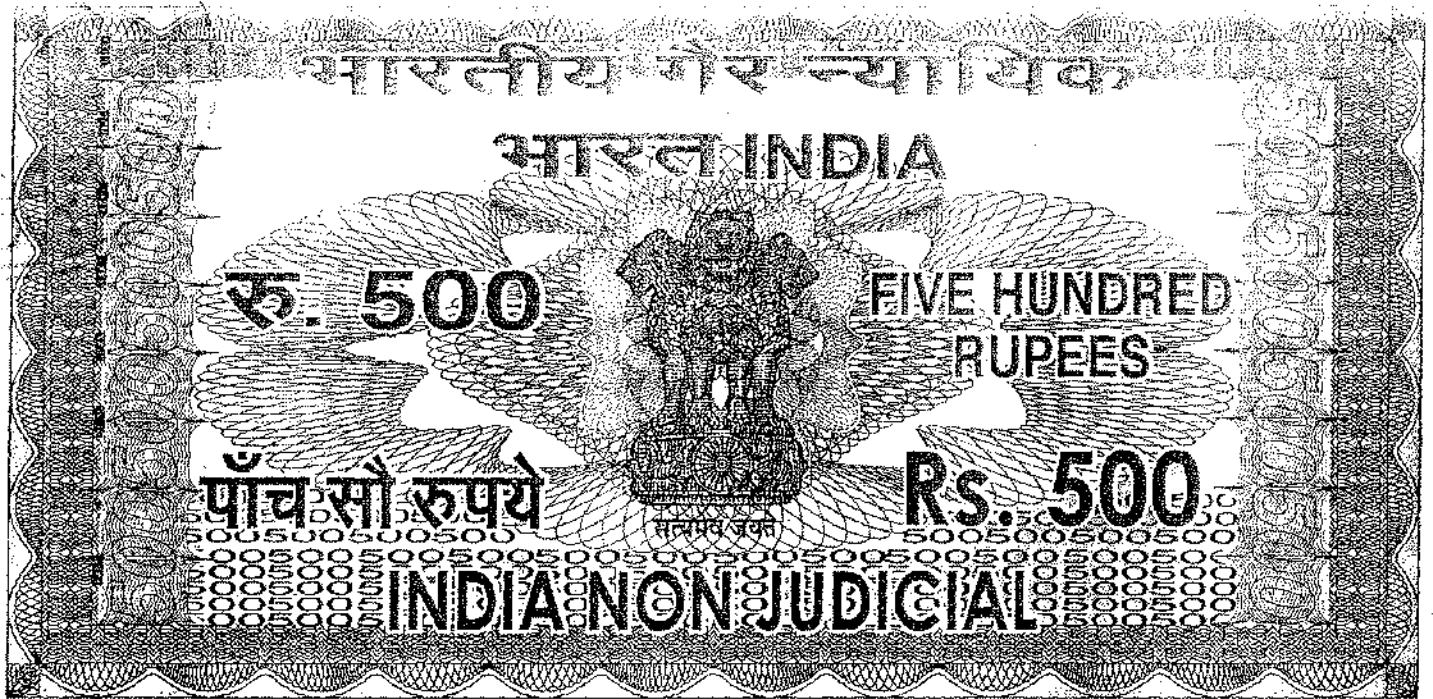 भारतीय गैर न्यायिक
भारत INDIA
रु. 500
FIVE HUNDRED
RUPEES
पाँच सौ रुपये
Rs. 500
सत्यमेव जयते
INDIA NON JUDICIAL